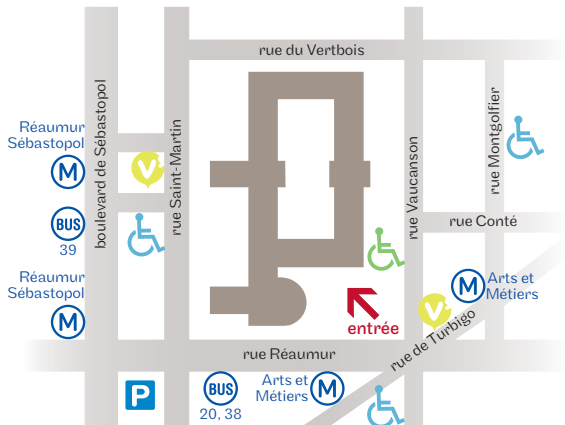 rue du Vertbois
boulevard de Sébastopol
rue Saint-Martin
rue Vaucanson
rue Montgolfier
Réaumur
Sébastopol
M
V
BUS
39
rue Conté
Réaumur
Sébastopol
M
M
Arts et
Métiers
V
entrée
rue de Turbigo
rue Réaumur
P
BUS
20, 38
Arts et
Métiers
M